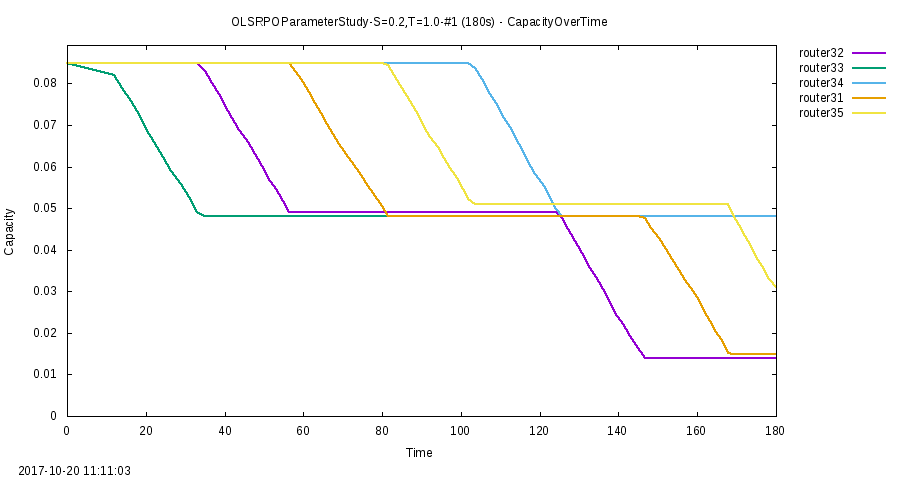 OLSRPOParameterStudy-S=0.2,T=1.0-#1 (180s) - CapacityOverTime
router32
router33
router34
router31
router35
Capacity
0.08
0.07
0.06
0.05
0.04
0.03
0.02
0.01
0
0 20 40 60 80 100 120 140 160 180
Time
2017-10-20 11:11:03